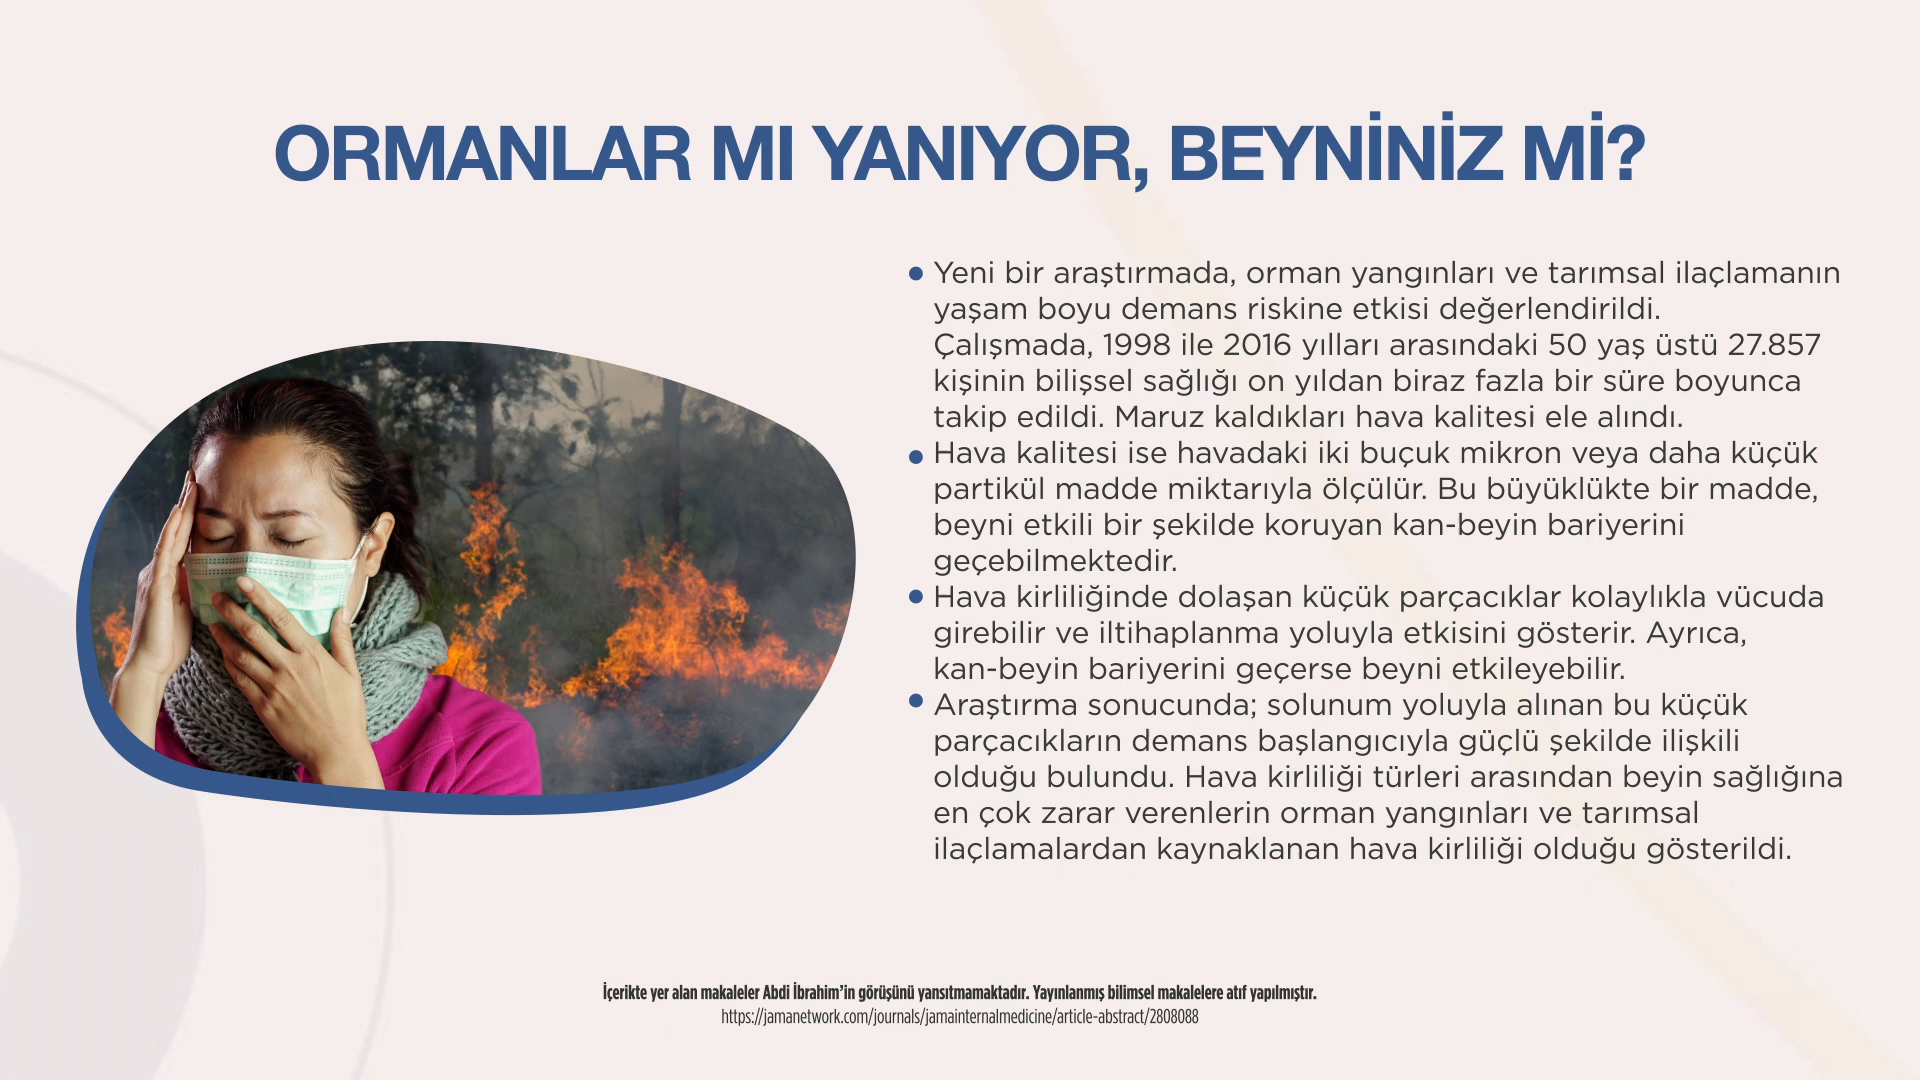 ORMANLAR MI YANIYOR, BEYNİNİZ Mİ?
• Yeni bir araştırmada, orman yangınları ve tarımsal ilaçlamanın
yaşam boyu demans riskine etkisi değerlendirildi.
Çalışmada, 1998 ile 2016 yılları arasındaki 50 yaş üstü 27.857
kişinin bilişsel sağlığı on yıldan biraz fazla bir süre boyunca
takip edildi. Maruz kaldıkları hava kalitesi ele alındı.
• Hava kalitesi ise havadaki iki buçuk mikron veya daha küçük
partikül madde miktarıyla ölçülür. Bu büyüklükte bir madde,
beyni etkili bir şekilde koruyan kan-beyin bariyerini
geçebilmektedir.
• Hava kirliliğinde dolaşan küçük parçacıklar kolaylıkla vücuda
girebilir ve iltihaplanma yoluyla etkisini gösterir. Ayrıca,
kan-beyin bariyerini geçerse beyni etkileyebilir.
• Araştırma sonucunda; solunum yoluyla alınan bu küçük
parçacıkların demans başlangıcıyla güçlü şekilde ilişkili
olduğu bulundu. Hava kirliliği türleri arasından beyin sağlığına
en çok zarar verenlerin orman yangınları ve tarımsal
ilaçlamalardan kaynaklanan hava kirliliği olduğu gösterildi.
İçerikte yer alan makaleler Abdi İbrahim’in görüşünü yansıtmamaktadır. Yayınlanmış bilimsel makalelere atıf yapılmıştır.
https://jamanetwork.com/journals/jamainternalmedicine/article-abstract/2808088